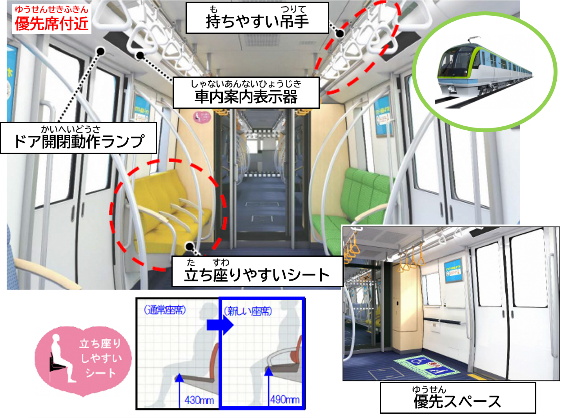 ゆうせんせきふきん
優先席付近
も　つりて
持ちやすい吊手
しゃないあんないひょうじき
車内案内表示器
かいへいどうさ
ドア開閉動作ランプ
た　すわ
立ち座りやすいシート
(通常座席)
(新しい座席)
430mm
490mm
立ち座り
しやすい
シート
ゆうせん
優先スペース